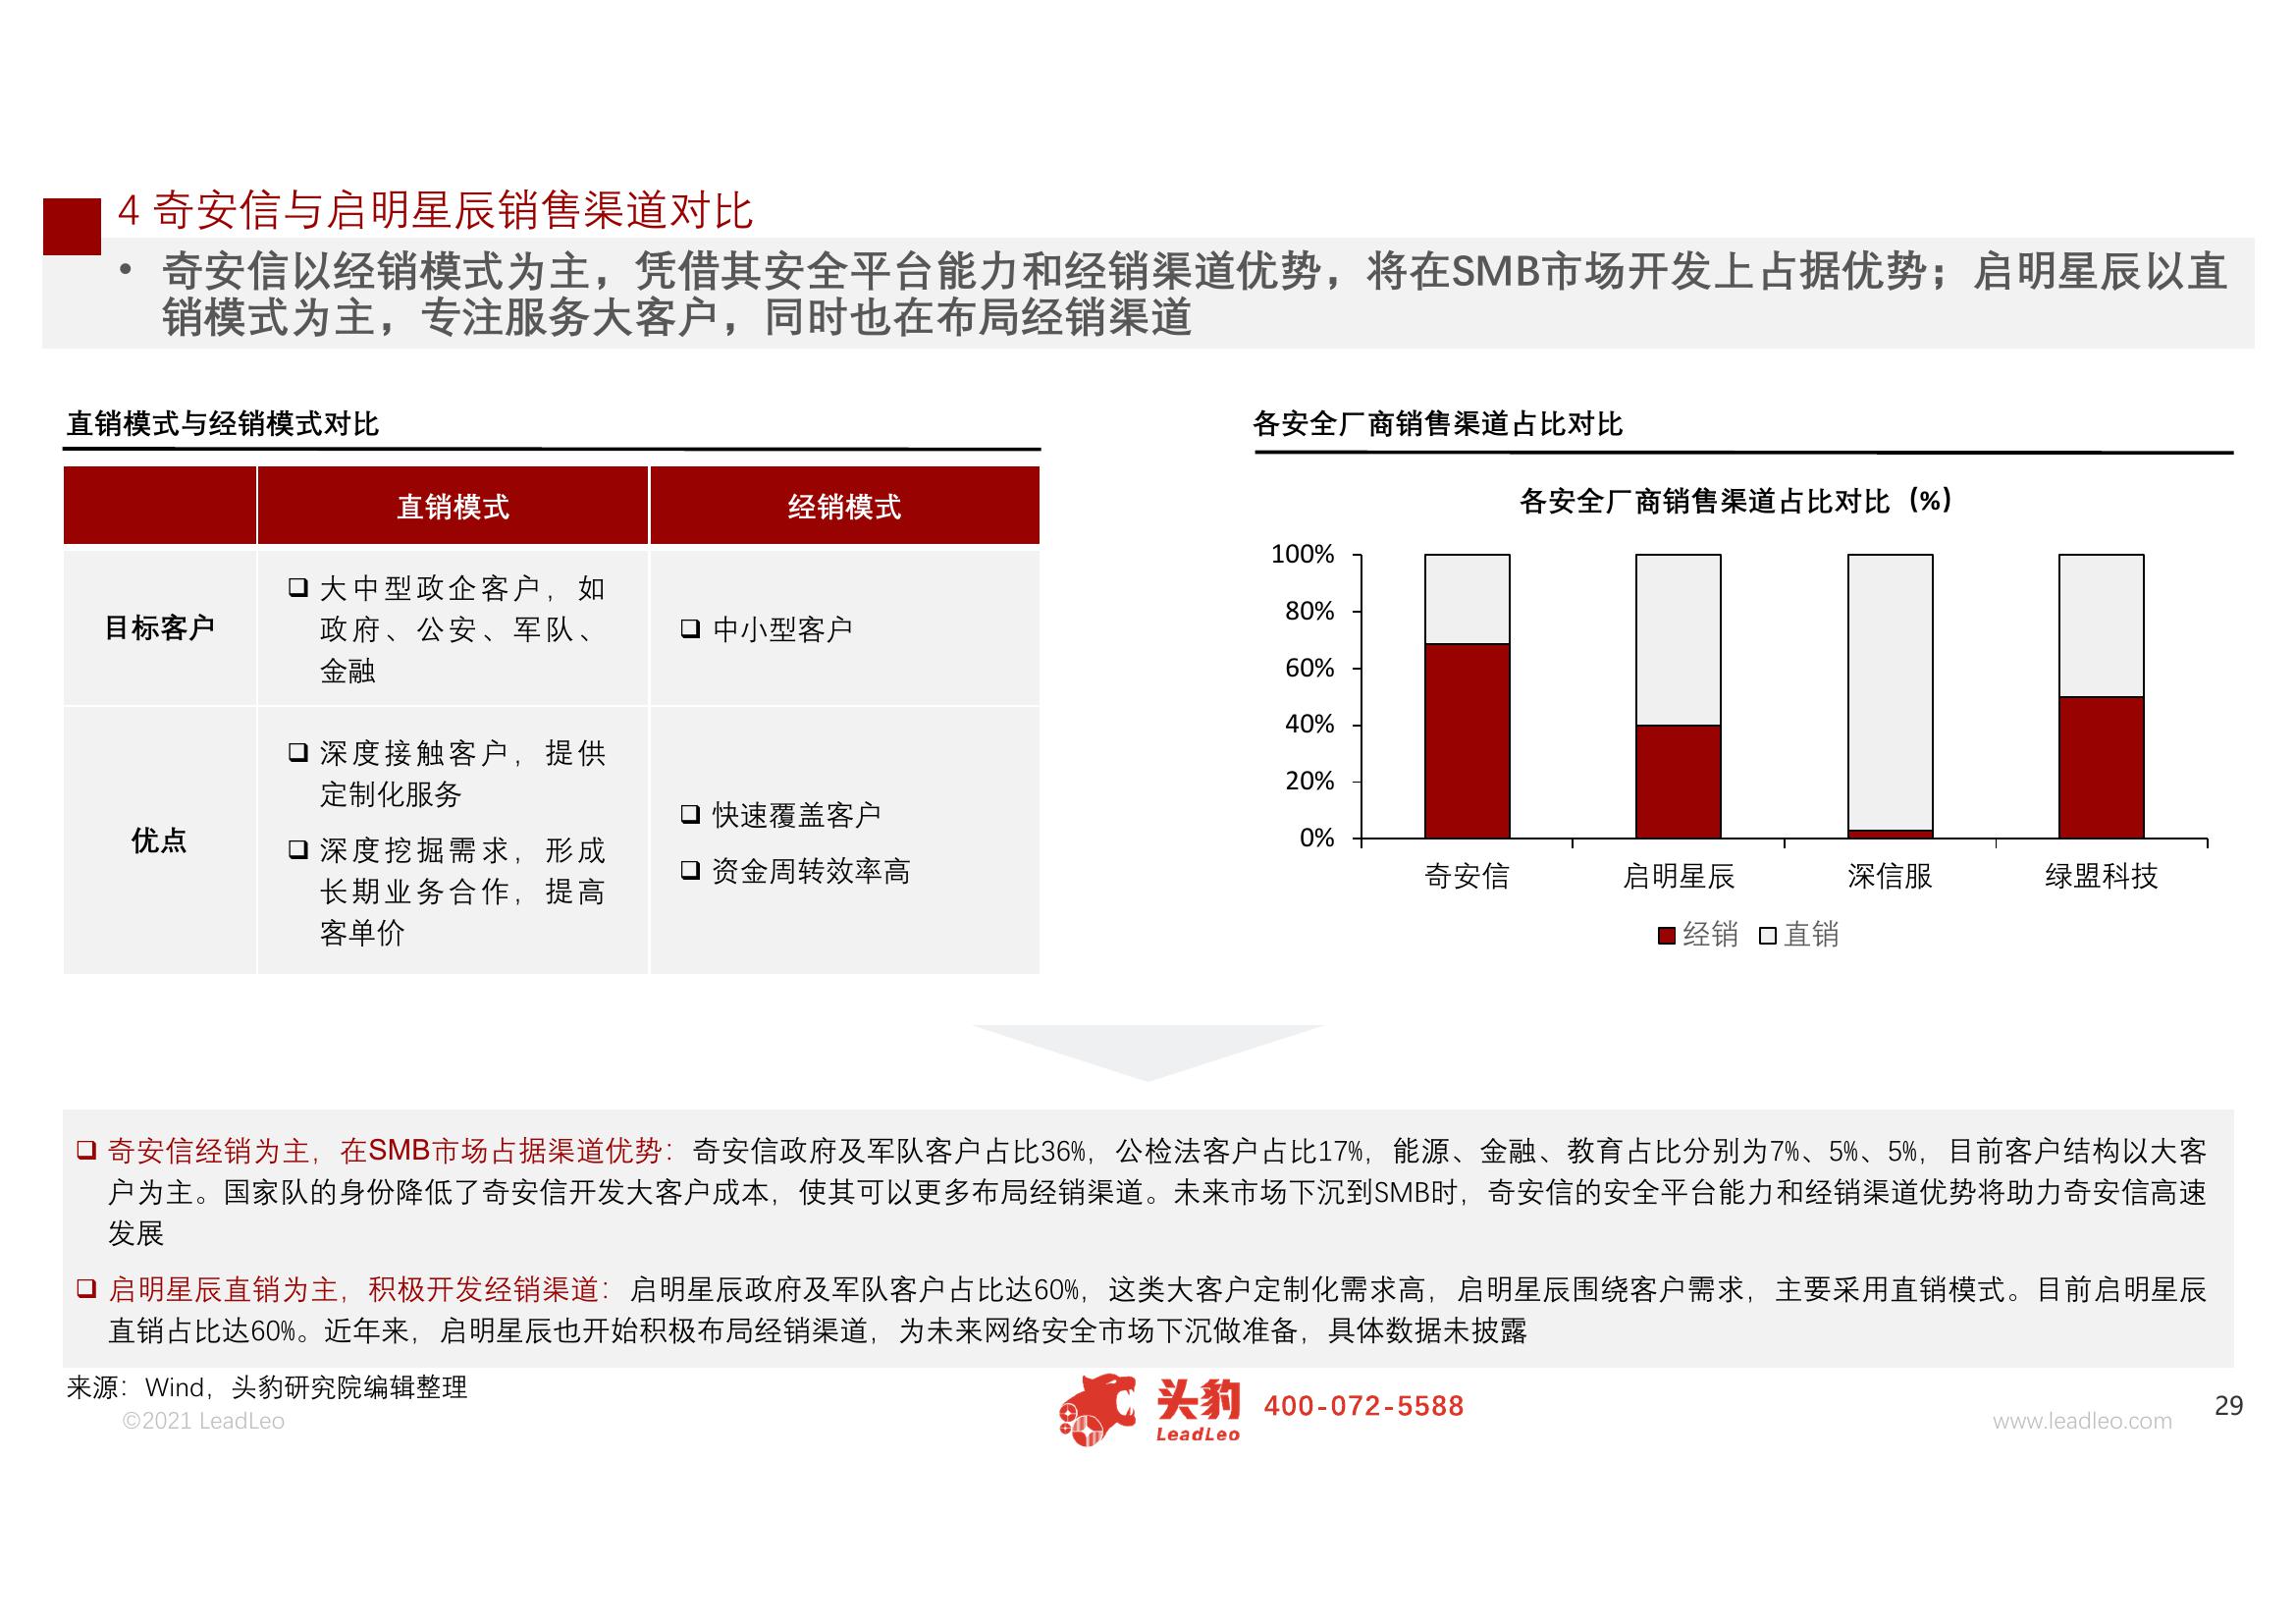 4 奇安信与启明星辰销售渠道对比
• 奇安信以经销模式为主，凭借其安全平台能力和经销渠道优势，将在SMB市场开发上占据优势；启明星辰以直
销模式为主，专注服务大客户，同时也在布局经销渠道
直销模式与经销模式对比
直销模式
经销模式
目标客户
❑ 大中型政企客户，如
政府、公安、军队、
金融
❑ 中小型客户
优点
❑ 深度接触客户，提供
定制化服务
❑ 深度挖掘需求，形成
长期业务合作，提高
客单价
❑ 快速覆盖客户
❑ 资金周转效率高
各安全厂商销售渠道占比对比
各安全厂商销售渠道占比对比（%）
100%
80%
60%
40%
20%
0%
奇安信
启明星辰
深信服
绿盟科技
经销 直销
❑ 奇安信经销为主，在SMB市场占据渠道优势：奇安信政府及军队客户占比36%，公检法客户占比17%，能源、金融、教育占比分别为7%、5%、5%，目前客户结构以大客
户为主。国家队的身份降低了奇安信开发大客户成本，使其可以更多布局经销渠道。未来市场下沉到SMB时，奇安信的安全平台能力和经销渠道优势将助力奇安信高速
发展
❑ 启明星辰直销为主，积极开发经销渠道：启明星辰政府及军队客户占比达60%，这类大客户定制化需求高，启明星辰围绕客户需求，主要采用直销模式。目前启明星辰
直销占比达60%。近年来，启明星辰也开始积极布局经销渠道，为未来网络安全市场下沉做准备，具体数据未披露
来源：Wind，头豹研究院编辑整理
©2021 LeadLeo
头豹
LeadLeo
400-072-5588
www.leadleo.com
29